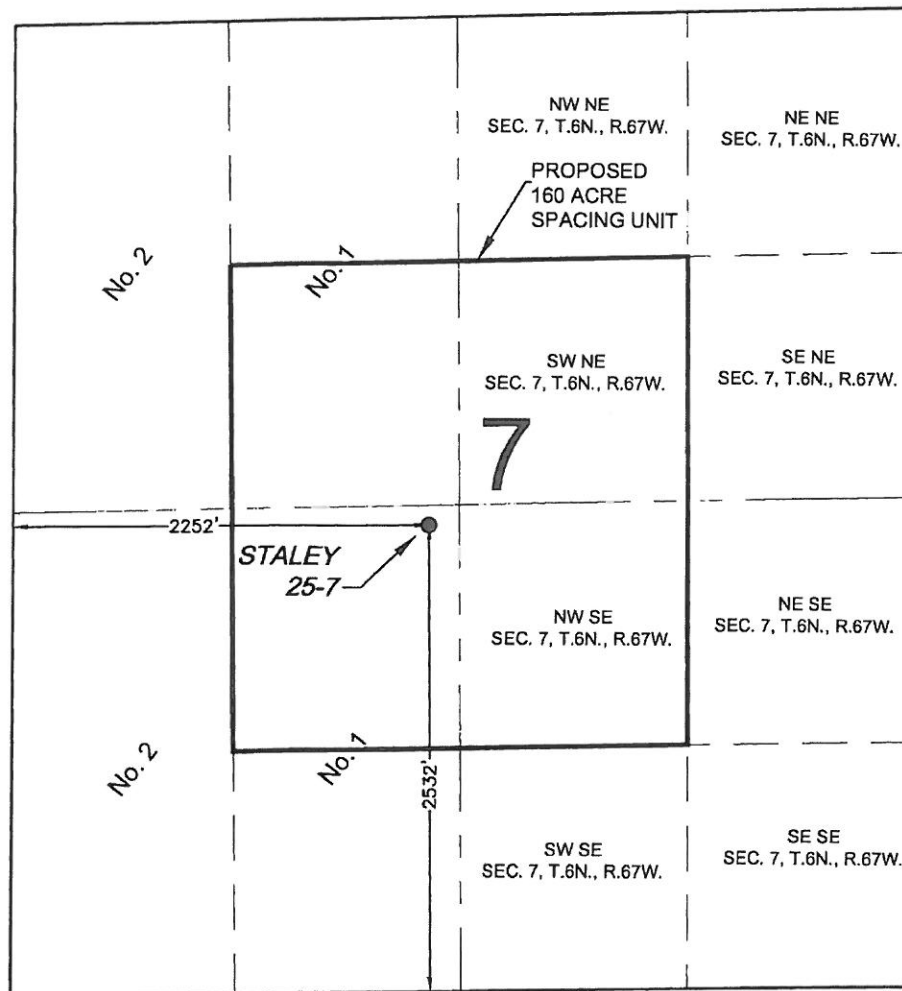 NW NE
SEC. 7, T.6N., R.67W.
NE NE
SEC. 7, T.6N., R.67W.
PROPOSED
160 ACRE
SPACING UNIT
No. 2
No. 1
SW NE
SEC. 7, T.6N., R.67W.
SE NE
SEC. 7, T.6N., R.67W.
7
2252'
STALEY
25-7
NW SE
SEC. 7, T.6N., R.67W.
NE SE
SEC. 7, T.6N., R.67W.
No. 2
No. 1
2532'
SW SE
SEC. 7, T.6N., R.67W.
SE SE
SEC. 7, T.6N., R.67W.